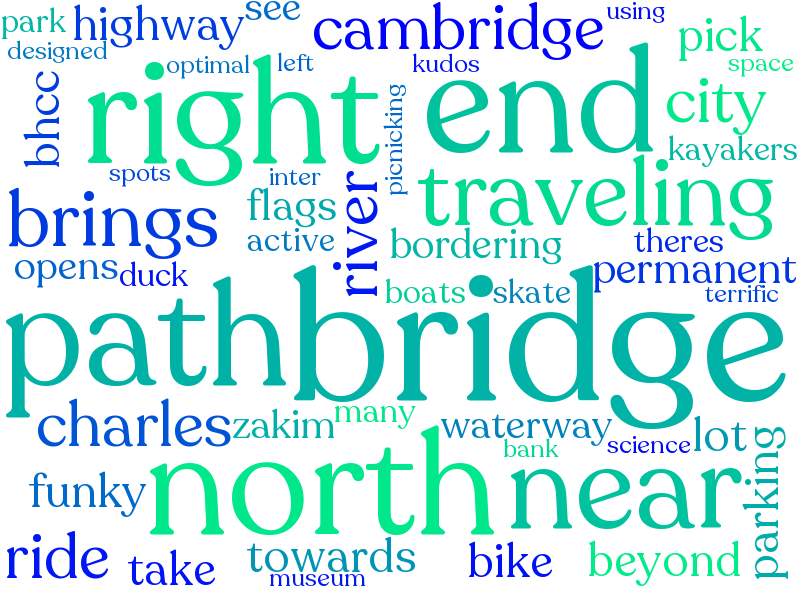 park
highway
see
cambridge
using
pick
designed
optimal
left
kudos
space
bhcc
right
picnicking
end
city
kayakers
spots
inter
river
traveling
brings
flags
active
bordering
theres
opens
duck
boats
skate
permanent
terrific
path
bridge
charles
zakim
many
waterway
science
lot
parking
bank
funky
north
near
ride
take
towards
museum
bike
beyond